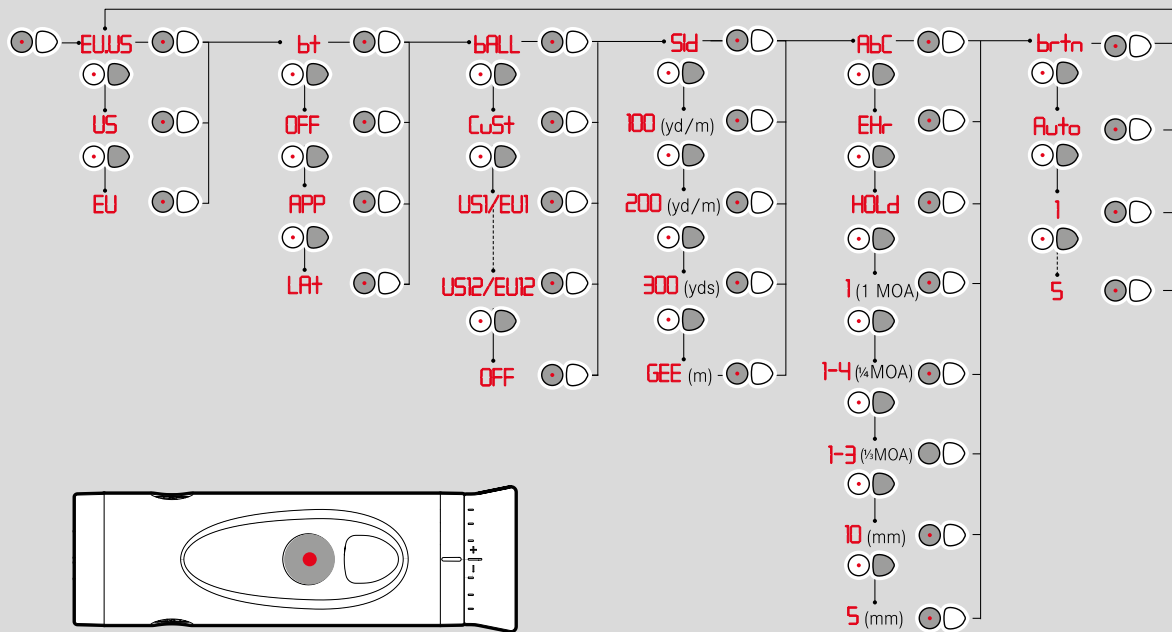 EU.US
US
EU
bt
OFF
APP
LAt
bALL
CuSt
US1/EU1
US12/EU12
OFF
SId
100 (yd/m)
200 (yd/m)
300 (yds)
GEE (m)
AbC
EHr
HOLd
1 (1 MOA)
1-4 (¼MOA)
1-3 (⅓MOA)
10 (mm)
5 (mm)
brtn
Auto
1
5
+
−